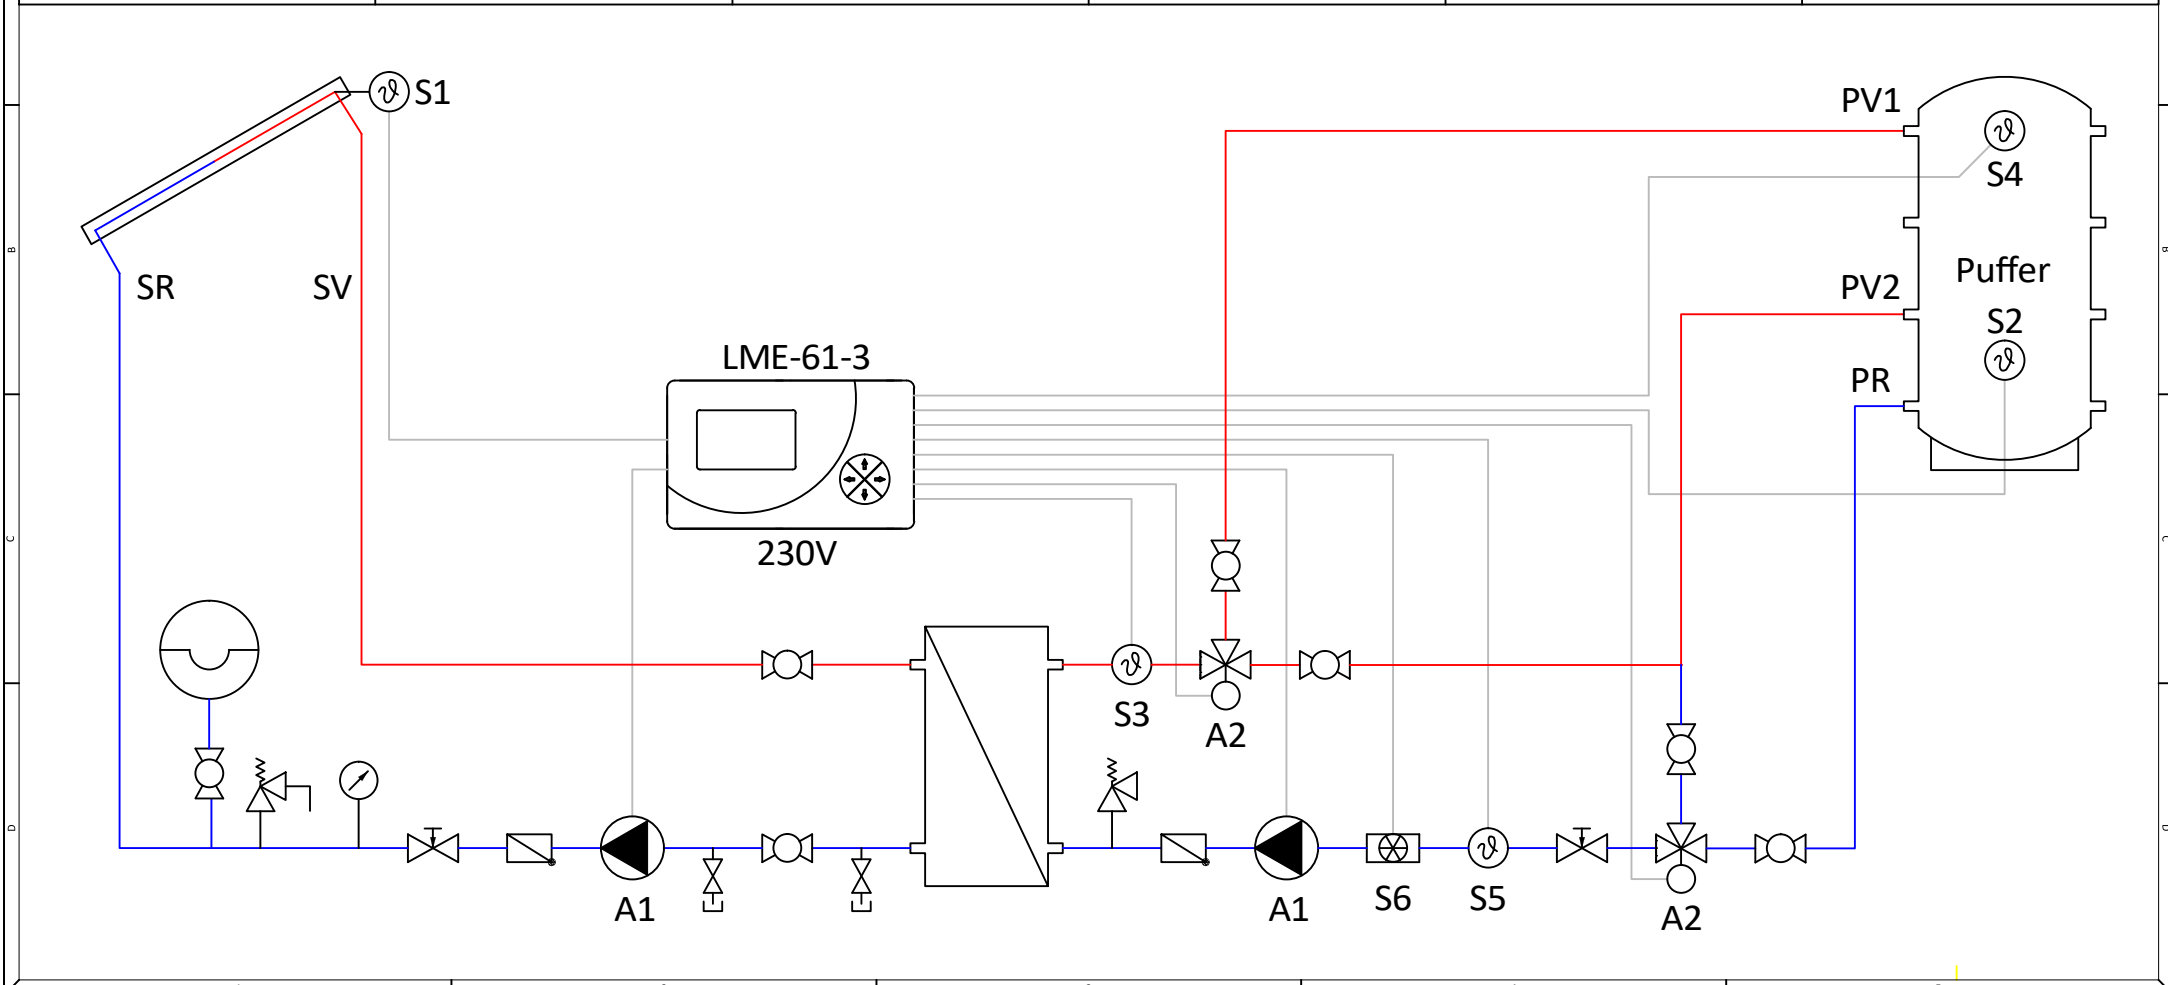 S1
PV1
S4
SR
SV
Puffer
PV2
S2
LME-61-3
PR
230V
S3
A2
A1
A1
S6
S5
A2
B
C
D